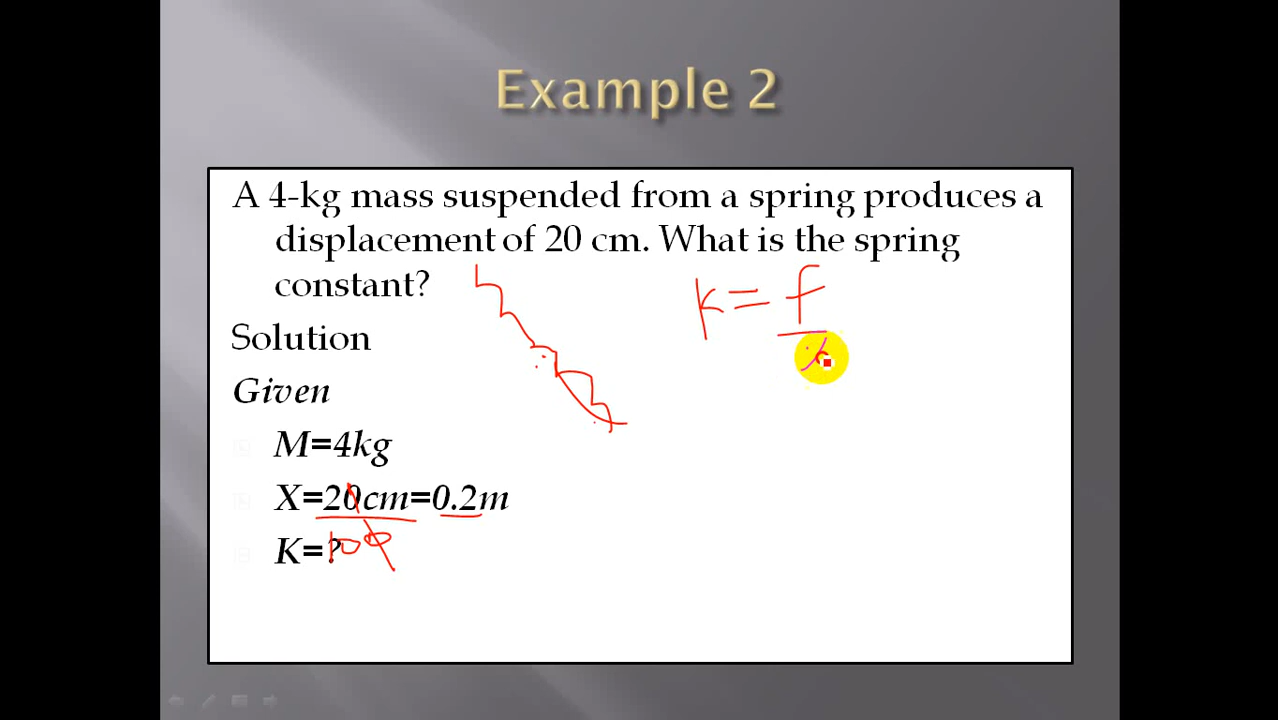 Example 2
A 4-kg mass suspended from a spring produces a
displacement of 20 cm. What is the spring
constant?
k = f
Solution
Given
M=4kg
X=20cm=0.2m
100
K=?